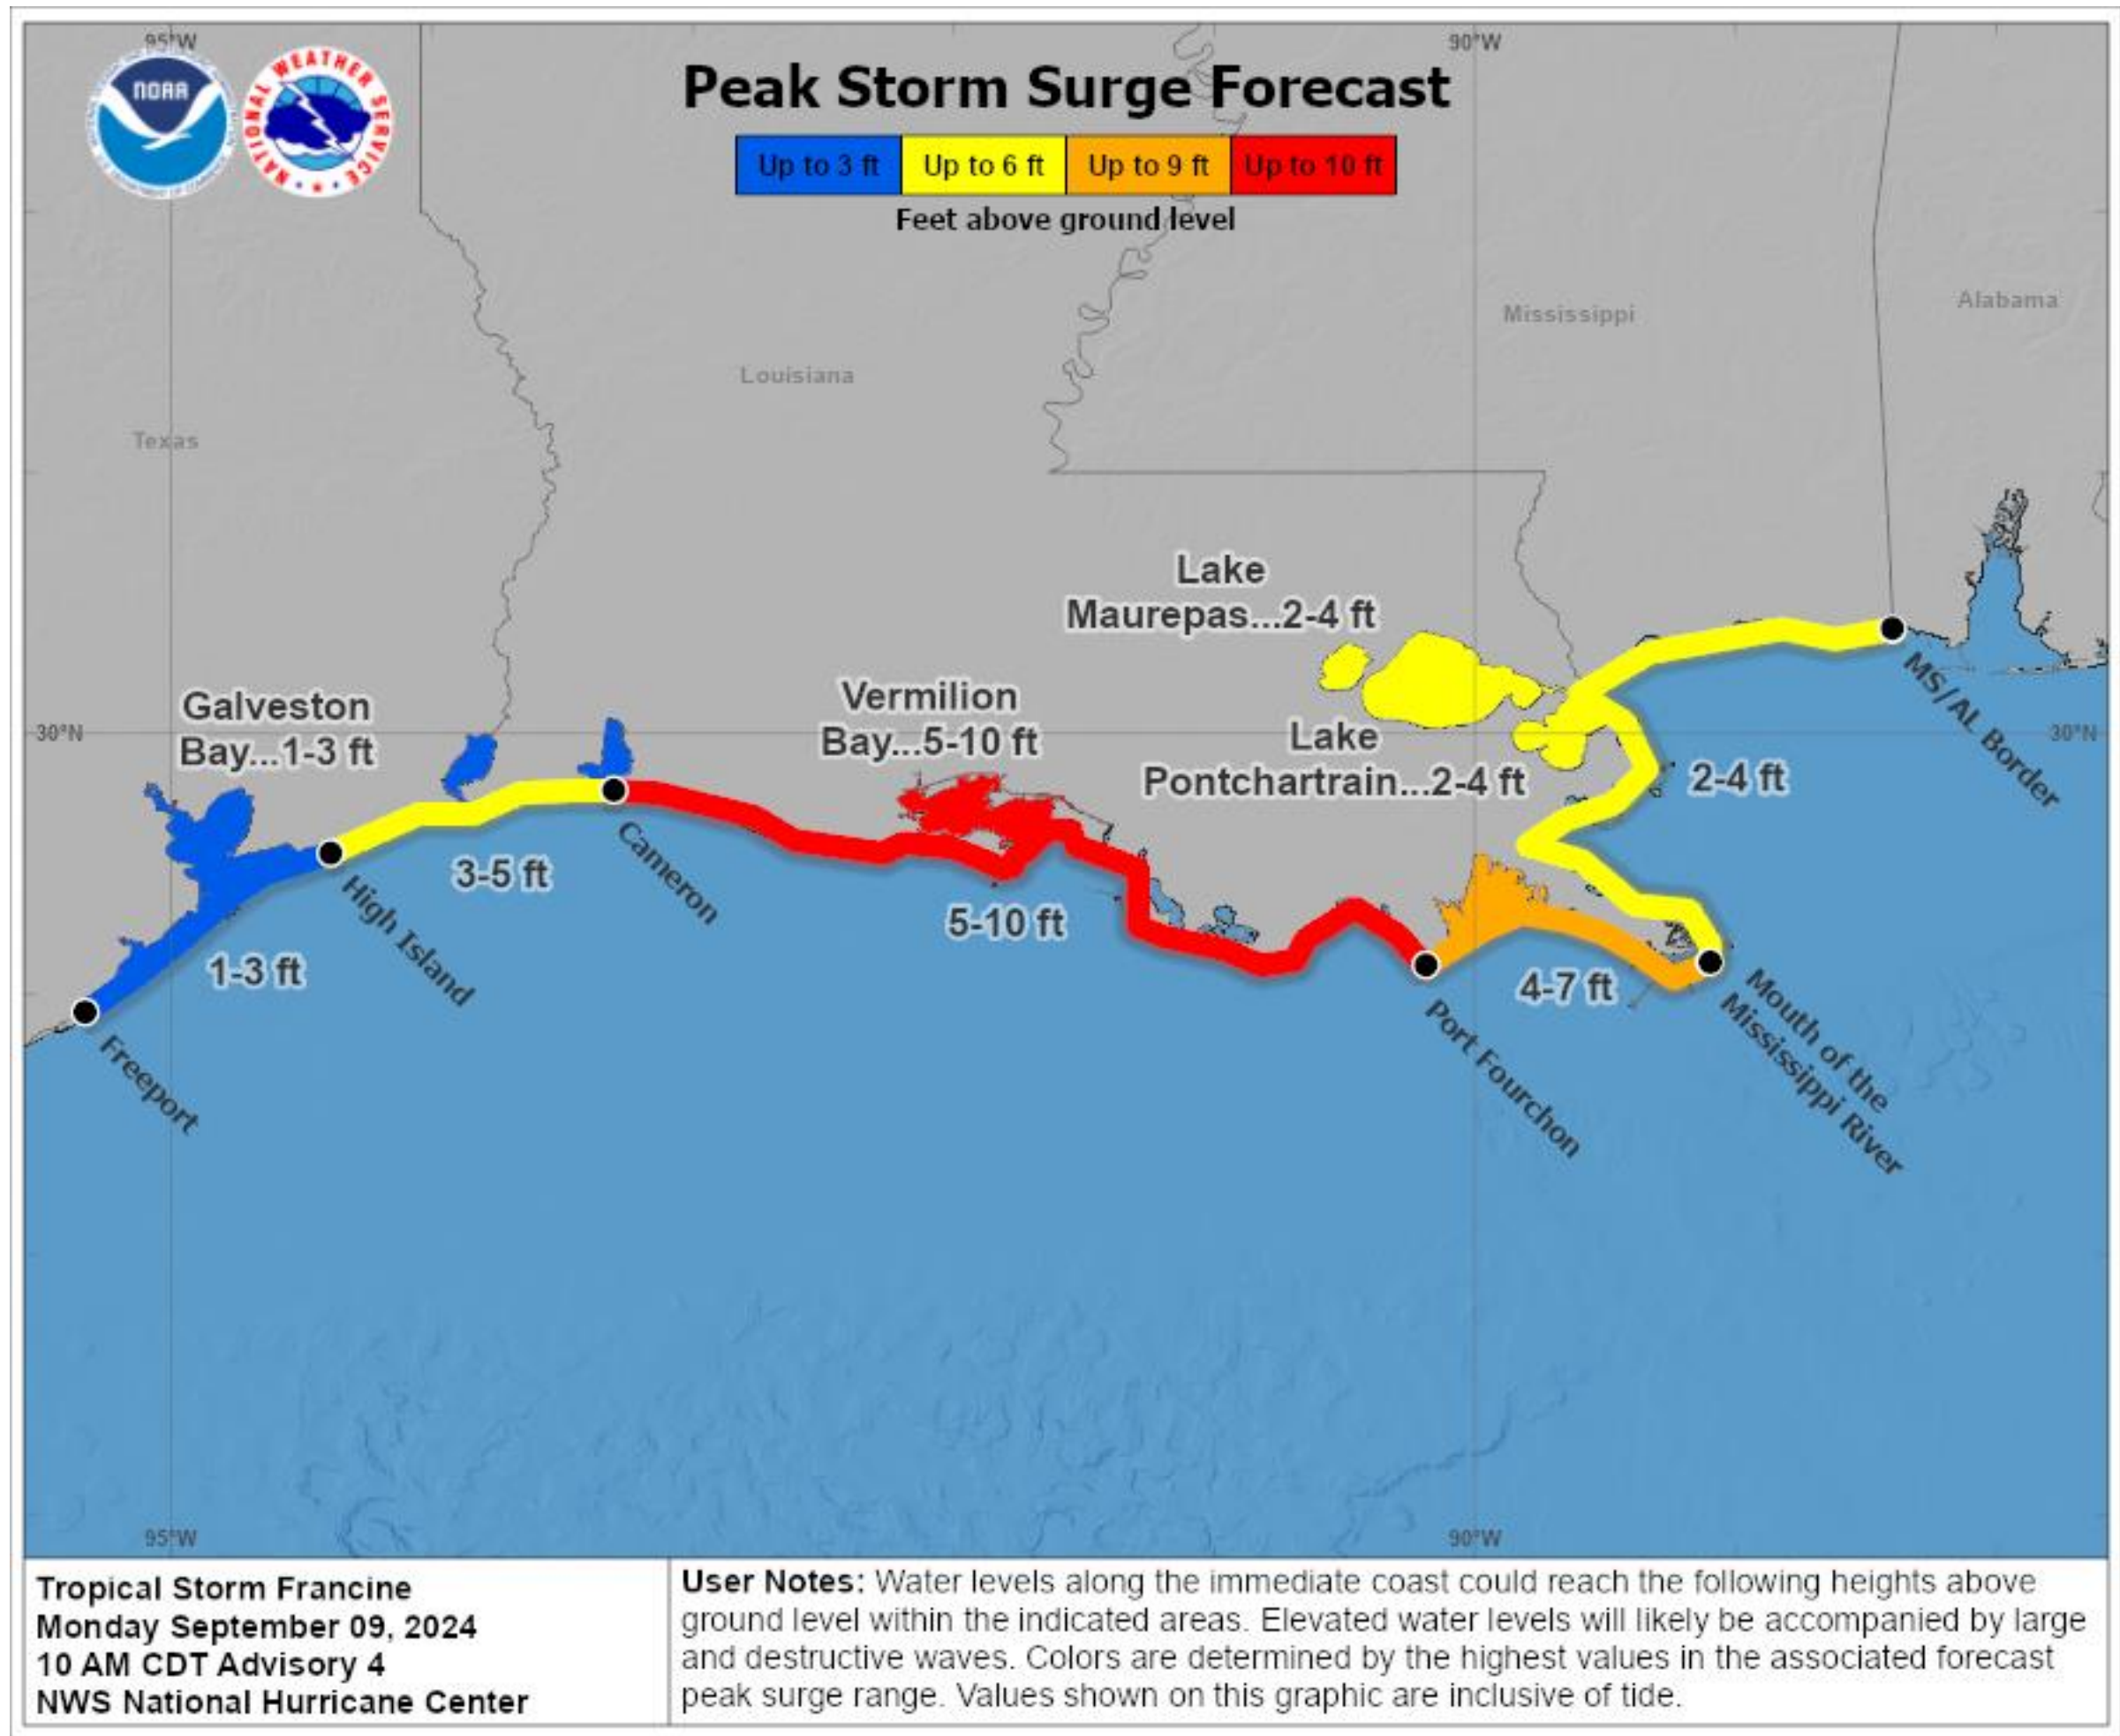 95°W
90°W
NOAA
NATIONAL WEATHER SERVICE
Peak Storm Surge Forecast
Up to 3 ft
Up to 6 ft
Up to 9 ft
Up to 10 ft
Feet above ground level
Texas
Louisiana
Mississippi
Alabama
Lake
Maurepas...2-4 ft
Galveston
Bay...1-3 ft
Vermilion
Bay...5-10 ft
Lake
Pontchartrain...2-4 ft
30°N
30°N
2-4 ft
MS/AL Border
3-5 ft
Cameron
5-10 ft
High Island
1-3 ft
4-7 ft
Freeport
Port Fourchon
Mouth of the
Mississippi River
95°W
90°W
Tropical Storm Francine
Monday September 09, 2024
10 AM CDT Advisory 4
NWS National Hurricane Center
User Notes: Water levels along the immediate coast could reach the following heights above
ground level within the indicated areas. Elevated water levels will likely be accompanied by large
and destructive waves. Colors are determined by the highest values in the associated forecast
peak surge range. Values shown on this graphic are inclusive of tide.